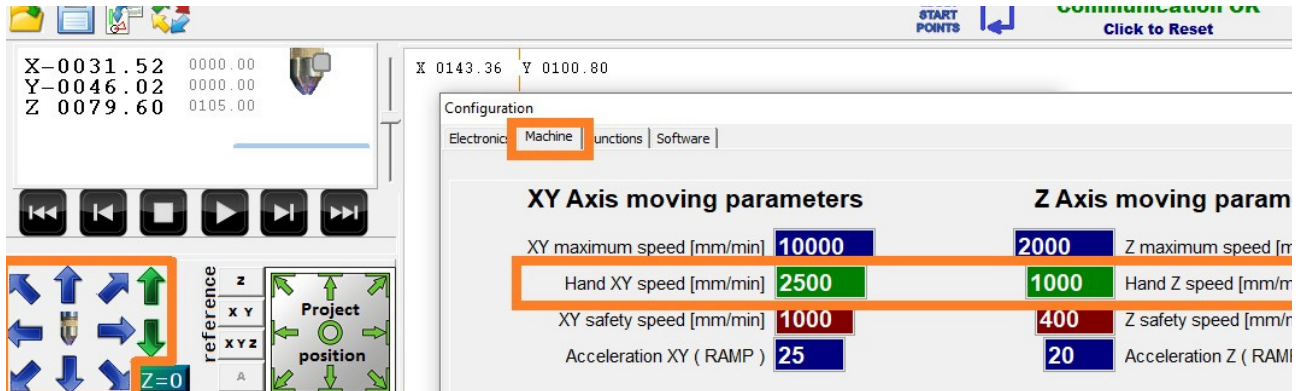 START
POINTS
Communication OK
Click to Reset
X-0031.52 0000.00
Y-0046.02 0000.00
Z 0079.60 0105.00
X 0143.36 Y 0100.80
Configuration
Electronics Machine unctions Software
XY Axis moving parameters
Z Axis moving param
XY maximum speed [mm/min] 10000
2000 Z maximum speed [m
Hand XY speed [mm/min] 2500
1000 Hand Z speed [mm/m
XY safety speed [mm/min] 1000
400 Z safety speed [mm/m
Acceleration XY ( RAMP ) 25
20 Acceleration Z ( RAM
reference
Z
X Y
X Y Z
A
Project
position
Z=0